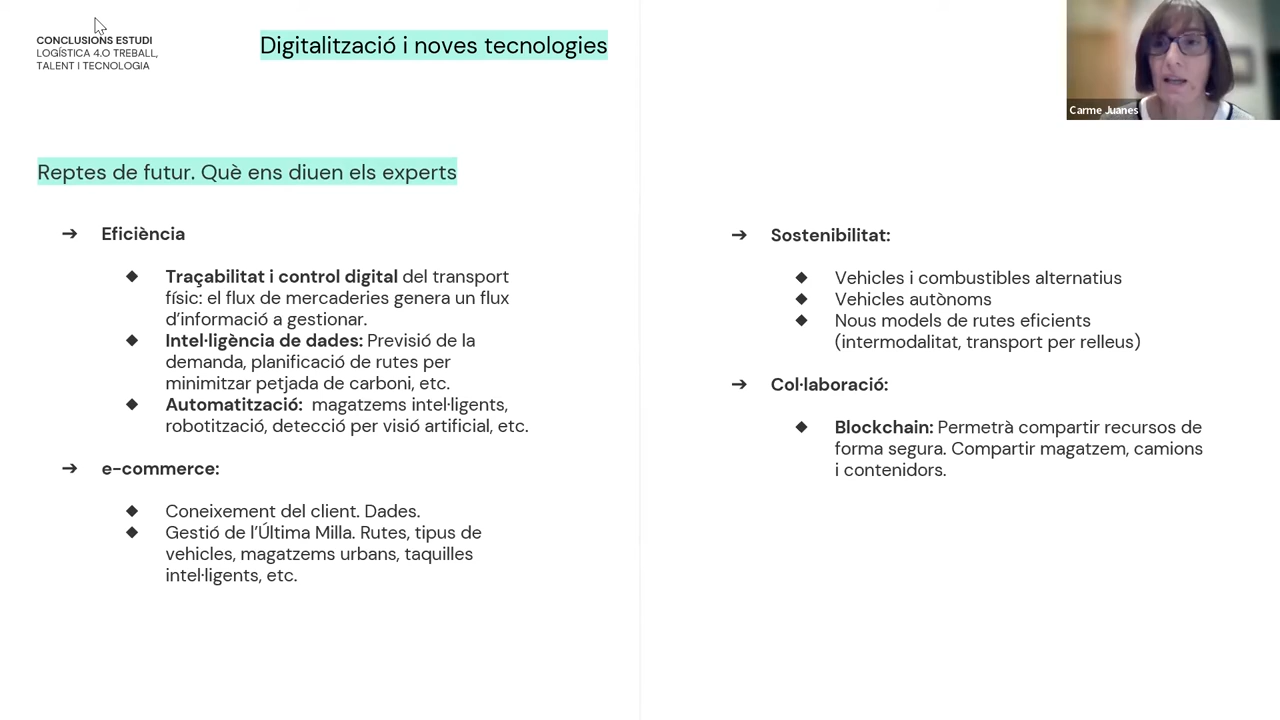 CONCLUSIONS ESTUDI
LOGÍSTICA 4.0 TREBALL,
TALENT I TECNOLOGIA
Digitalització i noves tecnologies
Carme Juanes
Reptes de futur. Què ens diuen els experts
➔ Eficiència
◆ Traçabilitat i control digital del transport
físic: el flux de mercaderies genera un flux
d’informació a gestionar.
◆ Intel·ligència de dades: Previsió de la
demanda, planificació de rutes per
minimitzar petjada de carboni, etc.
◆ Automatització: magatzems intel·ligents,
robotització, detecció per visió artificial, etc.
➔ e-commerce:
◆ Coneixement del client. Dades.
◆ Gestió de l’Última Milla. Rutes, tipus de
vehicles, magatzems urbans, taquilles
intel·ligents, etc.
➔ Sostenibilitat:
◆ Vehicles i combustibles alternatius
◆ Vehicles autònoms
◆ Nous models de rutes eficients
(intermodalitat, transport per relleus)
➔ Col·laboració:
◆ Blockchain: Permetrà compartir recursos de
forma segura. Compartir magatzem, camions
i contenidors.